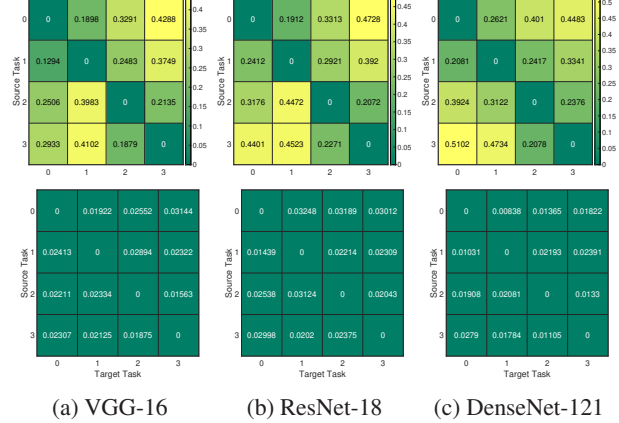 0 0.1898 0.3291 0.4288
1 0.1294 0 0.2483 0.3749
2 0.2506 0.3983 0 0.2135
3 0.2933 0.4102 0.1879 0
0 1 2 3
Source Task
0.4
0.35
0.3
0.25
0.2
0.15
0.1
0.05
0
0 0.1912 0.3313 0.4728
1 0.2412 0 0.2921 0.392
2 0.3176 0.4472 0 0.2072
3 0.4401 0.4523 0.2271 0
0 1 2 3
Source Task
0.45
0.4
0.35
0.3
0.25
0.2
0.15
0.1
0.05
0
0 0.2621 0.401 0.4483
1 0.2081 0 0.2417 0.3341
2 0.3924 0.3122 0 0.2376
3 0.5102 0.4734 0.2078 0
0 1 2 3
Source Task
0.5
0.45
0.4
0.35
0.3
0.25
0.2
0.15
0.1
0.05
0
0 0 0.01922 0.02552 0.03144
1 0.02413 0 0.02894 0.02322
2 0.02211 0.02334 0 0.01563
3 0.02307 0.02125 0.01875 0
0 1 2 3
Source Task
Target Task
0 0 0.03248 0.03189 0.03012
1 0.01439 0 0.02214 0.02309
2 0.02538 0.03124 0 0.02043
3 0.02998 0.0202 0.02375 0
0 1 2 3
Source Task
Target Task
0 0 0.00838 0.01365 0.01822
1 0.01031 0 0.02193 0.02391
2 0.01908 0.02081 0 0.0133
3 0.0279 0.01784 0.01105 0
0 1 2 3
Source Task
Target Task
(a) VGG-16 (b) ResNet-18 (c) DenseNet-121